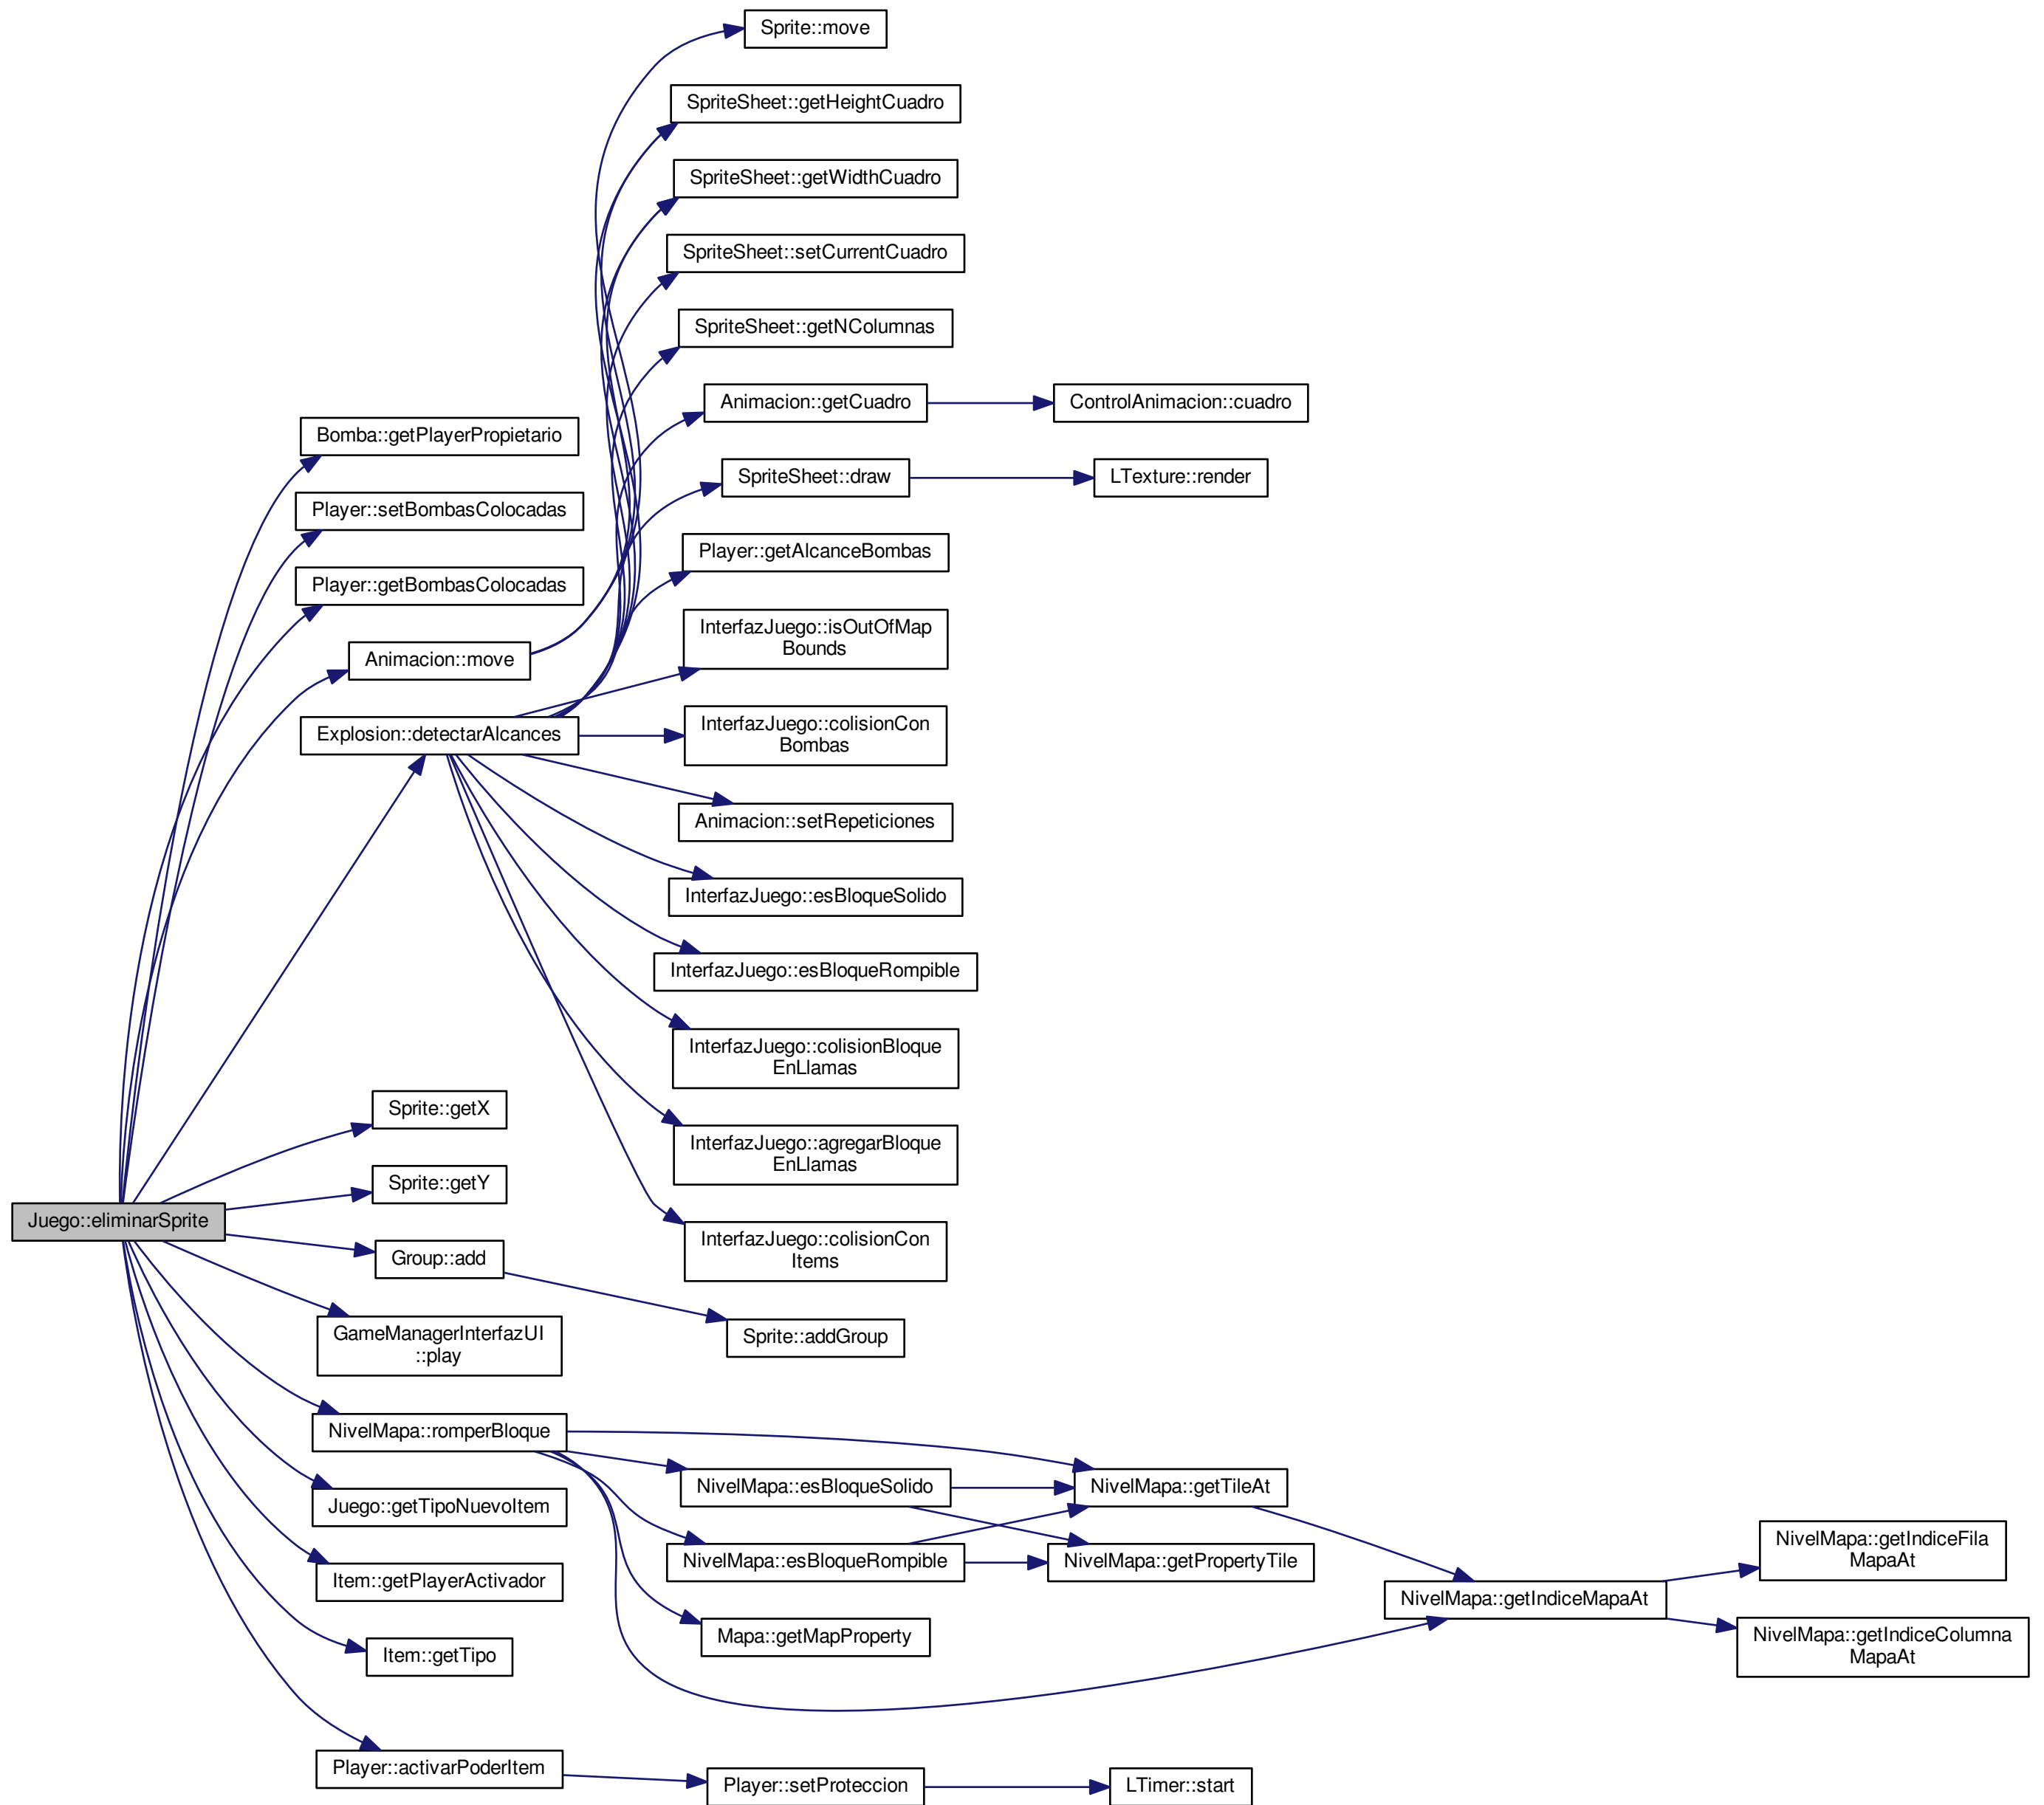 Sprite::move
SpriteSheet::getHeightCuadro
SpriteSheet::getWidthCuadro
SpriteSheet::setCurrentCuadro
SpriteSheet::getNColumnas
Animacion::getCuadro
ControlAnimacion::cuadro
Bomba::getPlayerPropietario
SpriteSheet::draw
LTexture::render
Player::setBombasColocadas
Player::getAlcanceBombas
Player::getBombasColocadas
InterfazJuego::isOutOfMap
Bounds
Animacion::move
Explosion::detectarAlcances
InterfazJuego::colisionCon
Bombas
Animacion::setRepeticiones
InterfazJuego::esBloqueSolido
InterfazJuego::esBloqueRompible
InterfazJuego::colisionBloque
EnLlamas
Sprite::getX
InterfazJuego::agregarBloque
EnLlamas
Sprite::getY
Juego::eliminarSprite
InterfazJuego::colisionCon
Items
Group::add
Sprite::addGroup
GameManagerInterfazUI
::play
NivelMapa::romperBloque
NivelMapa::esBloqueSolido
NivelMapa::getTileAt
Juego::getTipoNuevoItem
NivelMapa::esBloqueRompible
NivelMapa::getPropertyTile
NivelMapa::getIndiceFila
MapaAt
Item::getPlayerActivador
NivelMapa::getIndiceMapaAt
Mapa::getMapProperty
NivelMapa::getIndiceColumna
MapaAt
Item::getTipo
Player::activarPoderItem
Player::setProteccion
LTimer::start